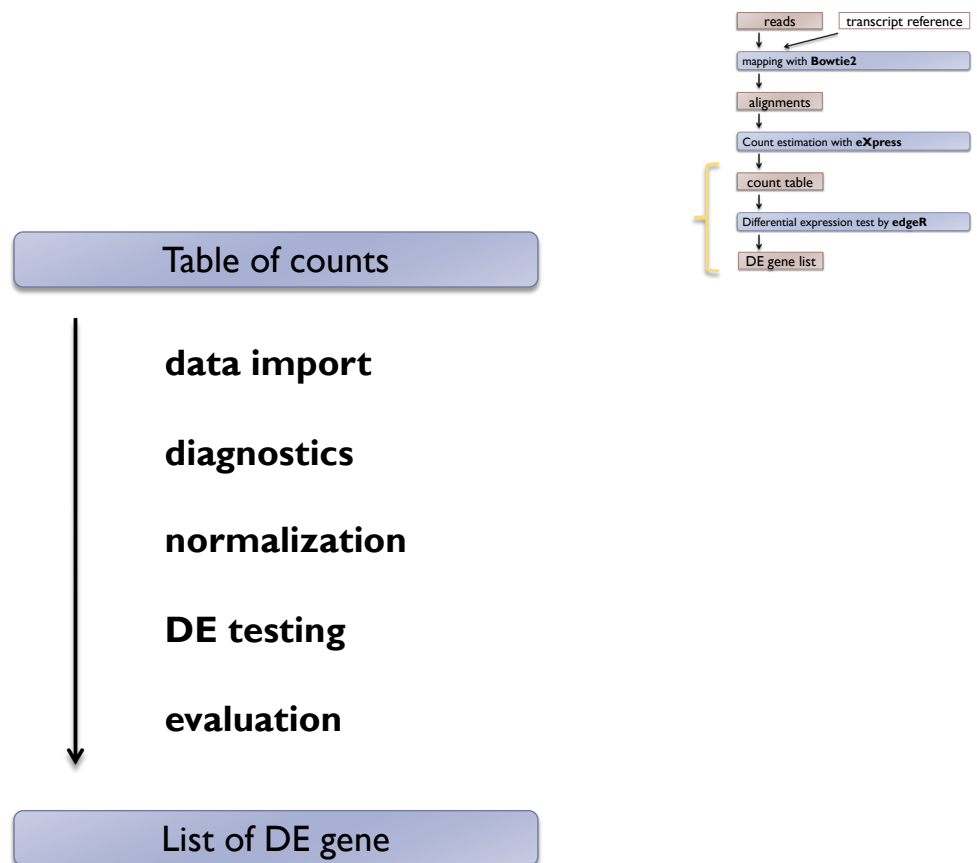 reads
transcript reference
mapping with Bowtie2
alignments
Count estimation with eXpress
count table
Differential expression test by edgeR
DE gene list
Table of counts
data import
diagnostics
normalization
DE testing
evaluation
List of DE gene